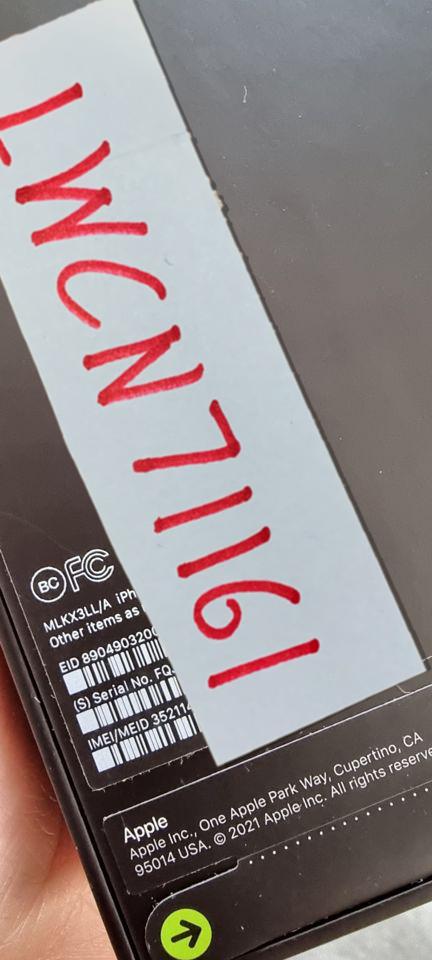 LWCN71161
BC FC
MLKX3LL/A iPh
Other items as
EID 8904903200
(S) Serial No. FQ
IMEI/MEID 35211
Apple
Apple Inc., One Apple Park Way, Cupertino, CA
95014 USA. © 2021 Apple Inc. All rights reserve